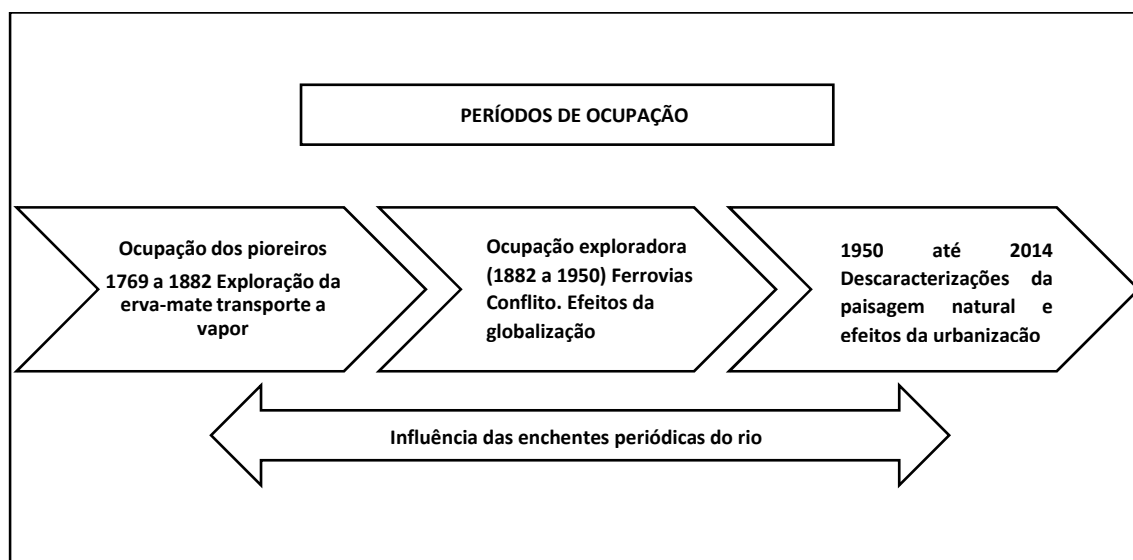 PERÍODOS DE OCUPAÇÃO
Ocupação dos pioreiros
1769 a 1882 Exploração da
erva-mate transporte a
vapor
Ocupação exploradora
(1882 a 1950) Ferrovias
Conflito. Efeitos da
globalização
1950 até 2014
Descaracterizações da
paisagem natural e
efeitos da urbanizacão
Influência das enchentes periódicas do rio